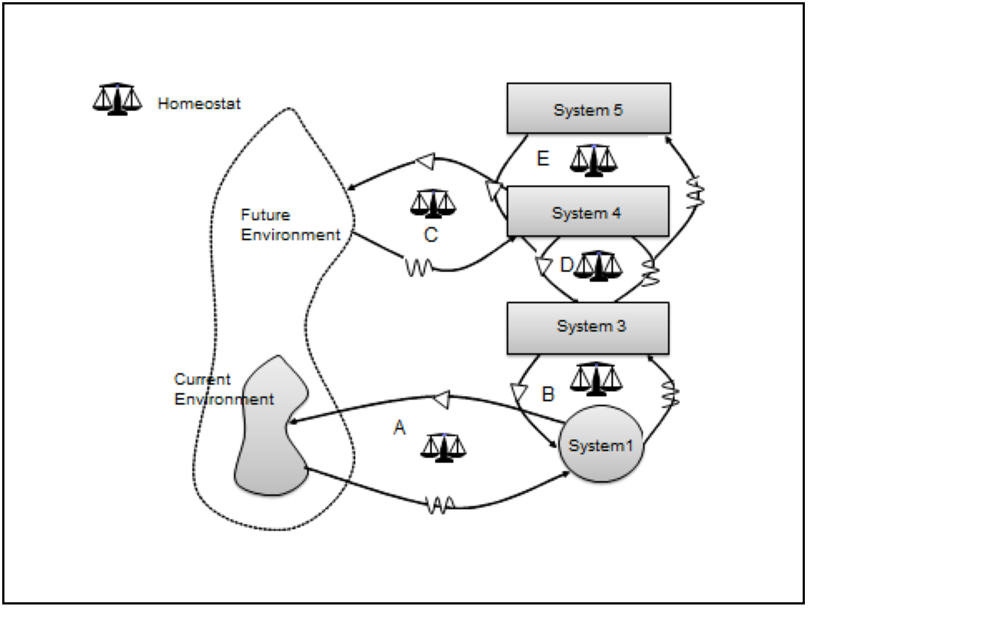 Homeostat
System 5
E
Future
Environment
C
System 4
D
System 3
Current
Environment
B
A
System1